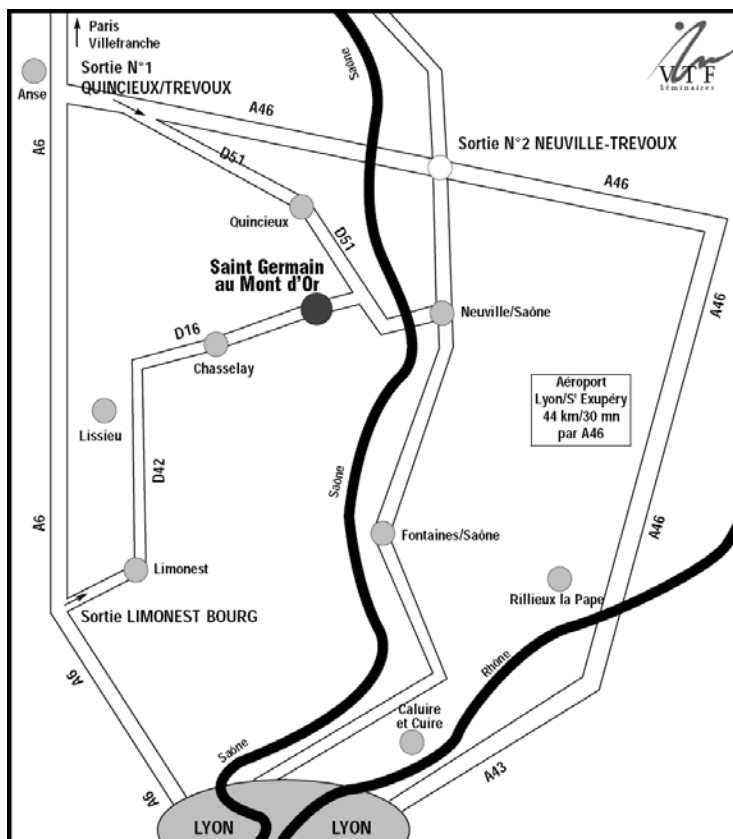 Paris
Villefranche
Sortie N°1
QUINCIEUX/TREVOUX
Anse
Saône
VTF
Séminaires
A46
A6
D51
Sortie N°2 NEUVILLE-TREVOUX
A46
Quincieux
D51
Saint Germain
au Mont d'Or
Neuville/Saône
A46
D16
Chasselay
Aéroport
Lyon/Sᵗ Exupéry
44 km/30 mn
par A46
Lissieu
D42
Saône
A6
Fontaines/Saône
A46
Limonest
Rillieux la Pape
Sortie LIMONEST BOURG
A6
Rhône
Caluire
et Cuire
Saône
A43
A6
LYON
LYON